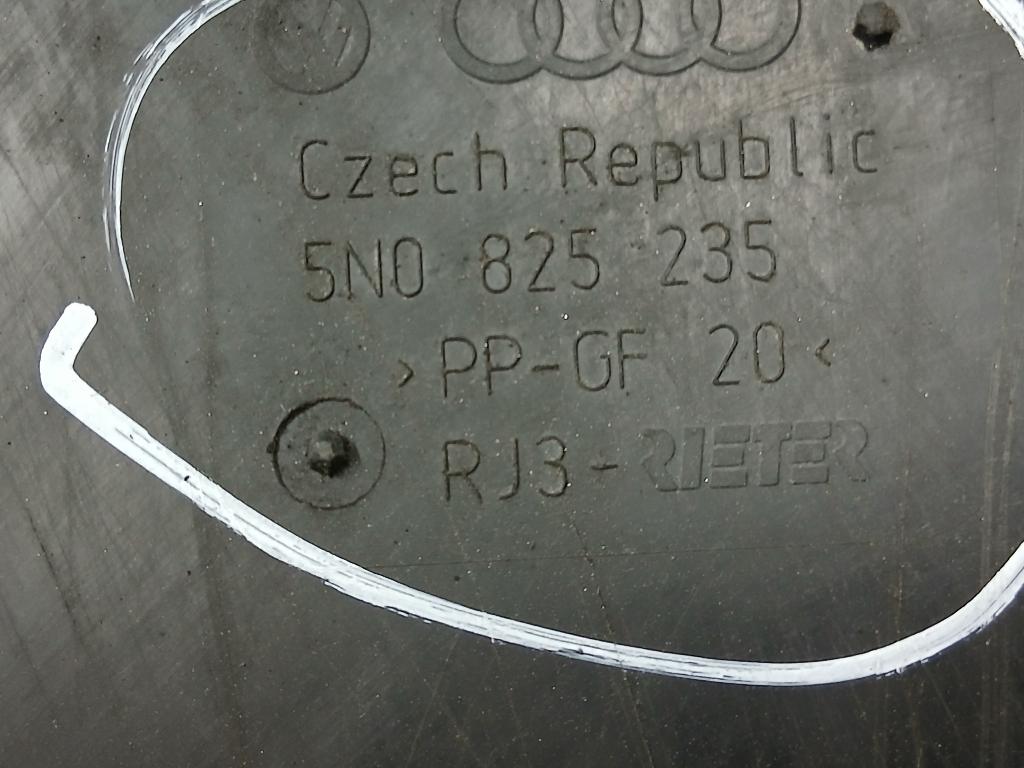 Czech Republic
5N0 825 235
>PP-GF 20<
RJ3 - RIETER